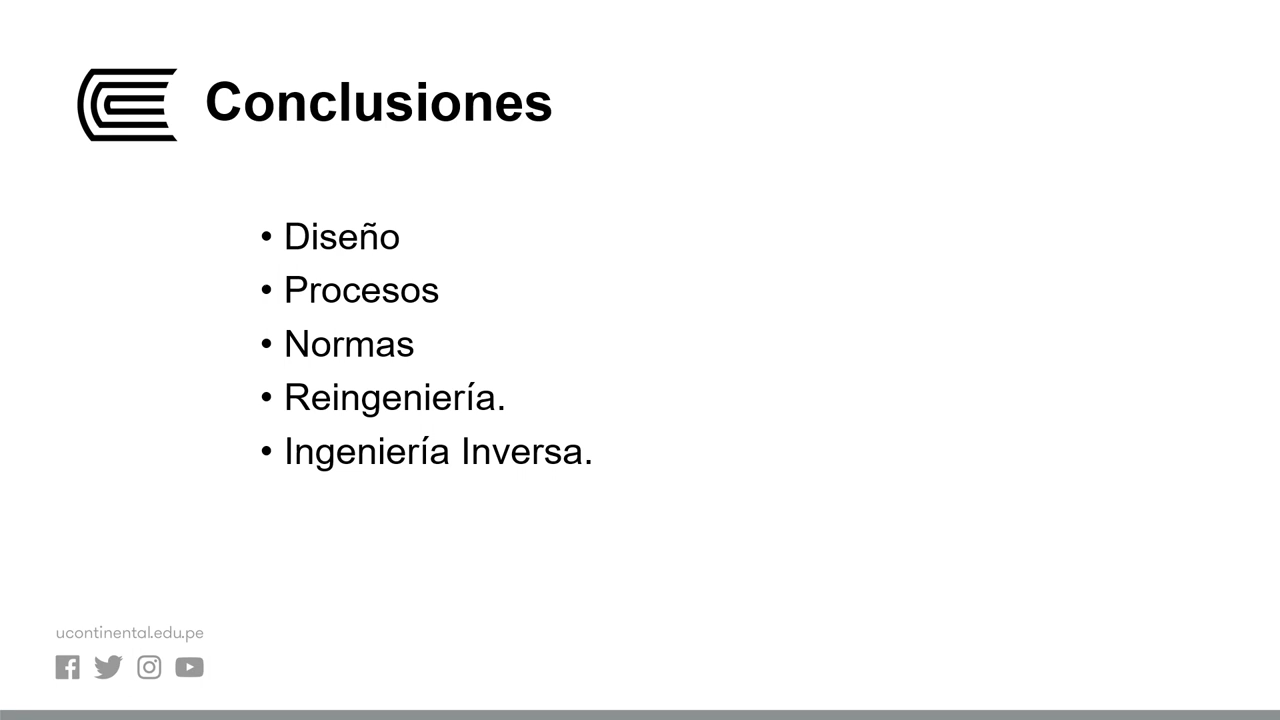 Conclusiones
• Diseño
• Procesos
• Normas
• Reingeniería.
• Ingeniería Inversa.
ucontinental.edu.pe